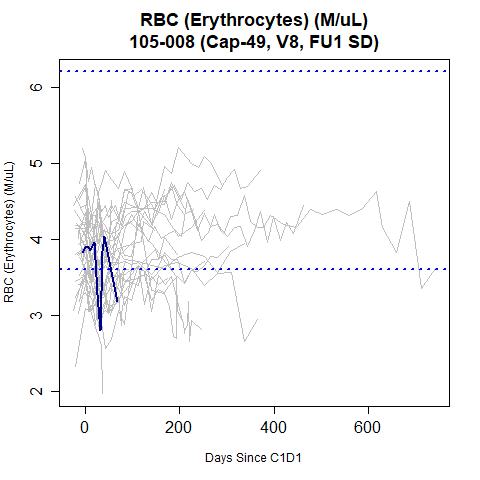 RBC (Erythrocytes) (M/uL)
105-008 (Cap-49, V8, FU1 SD)
RBC (Erythrocytes) (M/uL)
6
5
4
3
2
0 200 400 600
Days Since C1D1